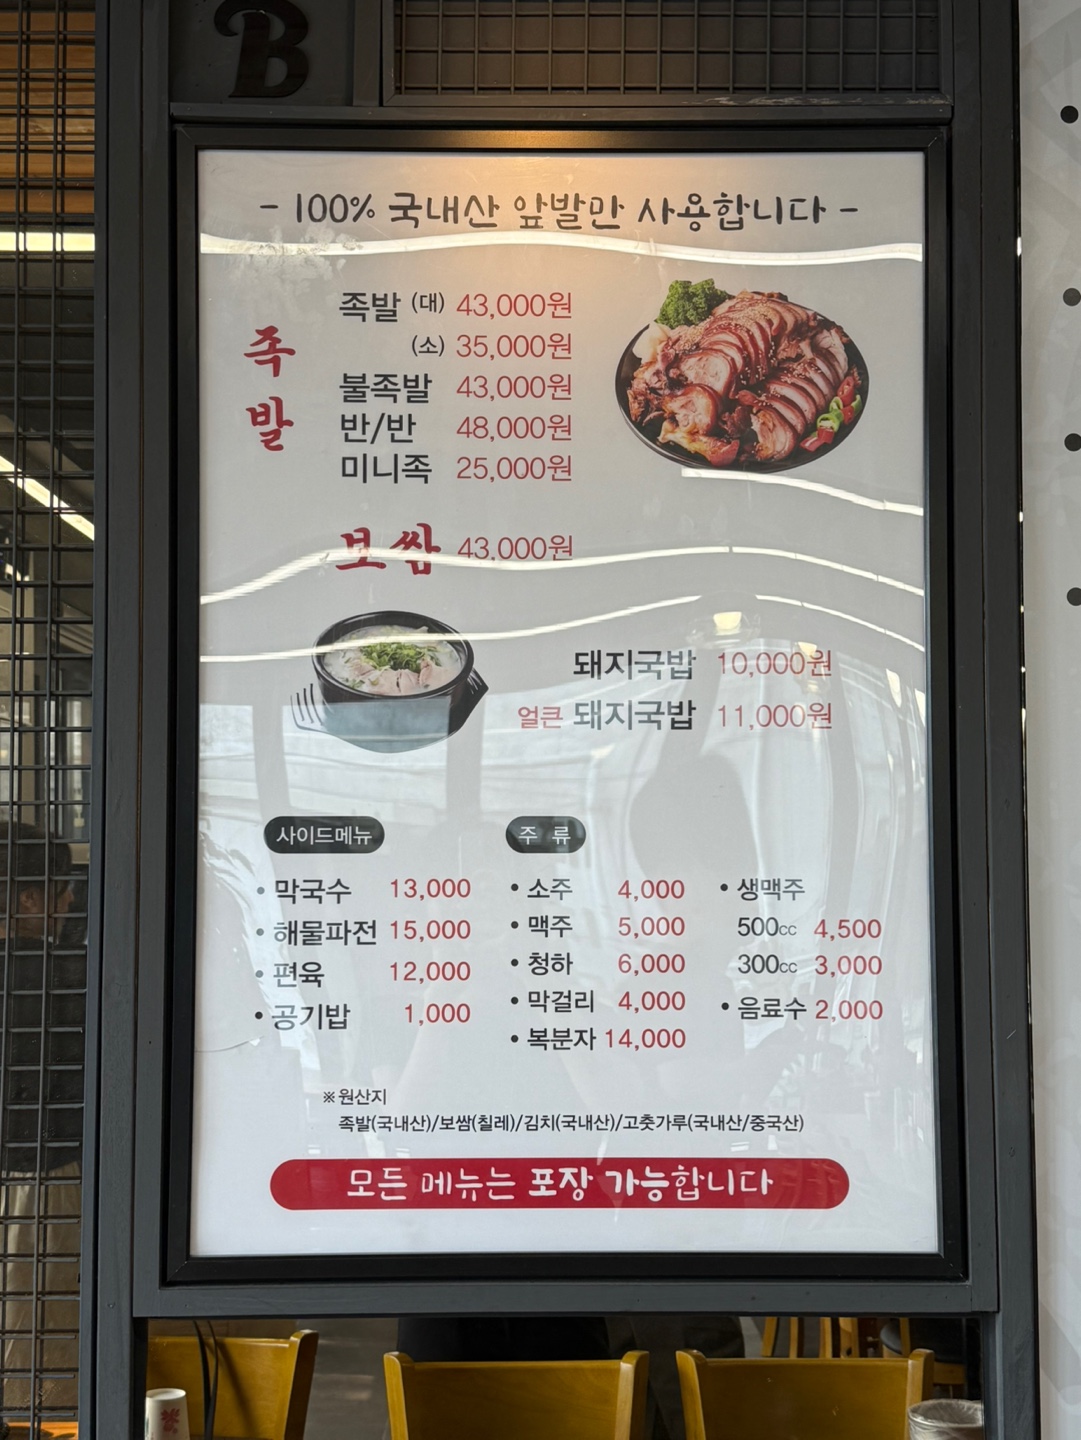 B
- 100% 국내산 앞발만 사용합니다 -
족발
족발 (대) 43,000원
(소) 35,000원
불족발 43,000원
반/반 48,000원
미니족 25,000원
보쌈 43,000원
돼지국밥 10,000원
얼큰 돼지국밥 11,000원
사이드메뉴
• 막국수 13,000
• 해물파전 15,000
• 편육 12,000
• 공기밥 1,000
주 류
• 소주 4,000
• 맥주 5,000
• 청하 6,000
• 막걸리 4,000
• 복분자 14,000
• 생맥주
500cc 4,500
300cc 3,000
• 음료수 2,000
※원산지
족발(국내산)/보쌈(칠레)/김치(국내산)/고춧가루(국내산/중국산)
모든 메뉴는 포장 가능합니다